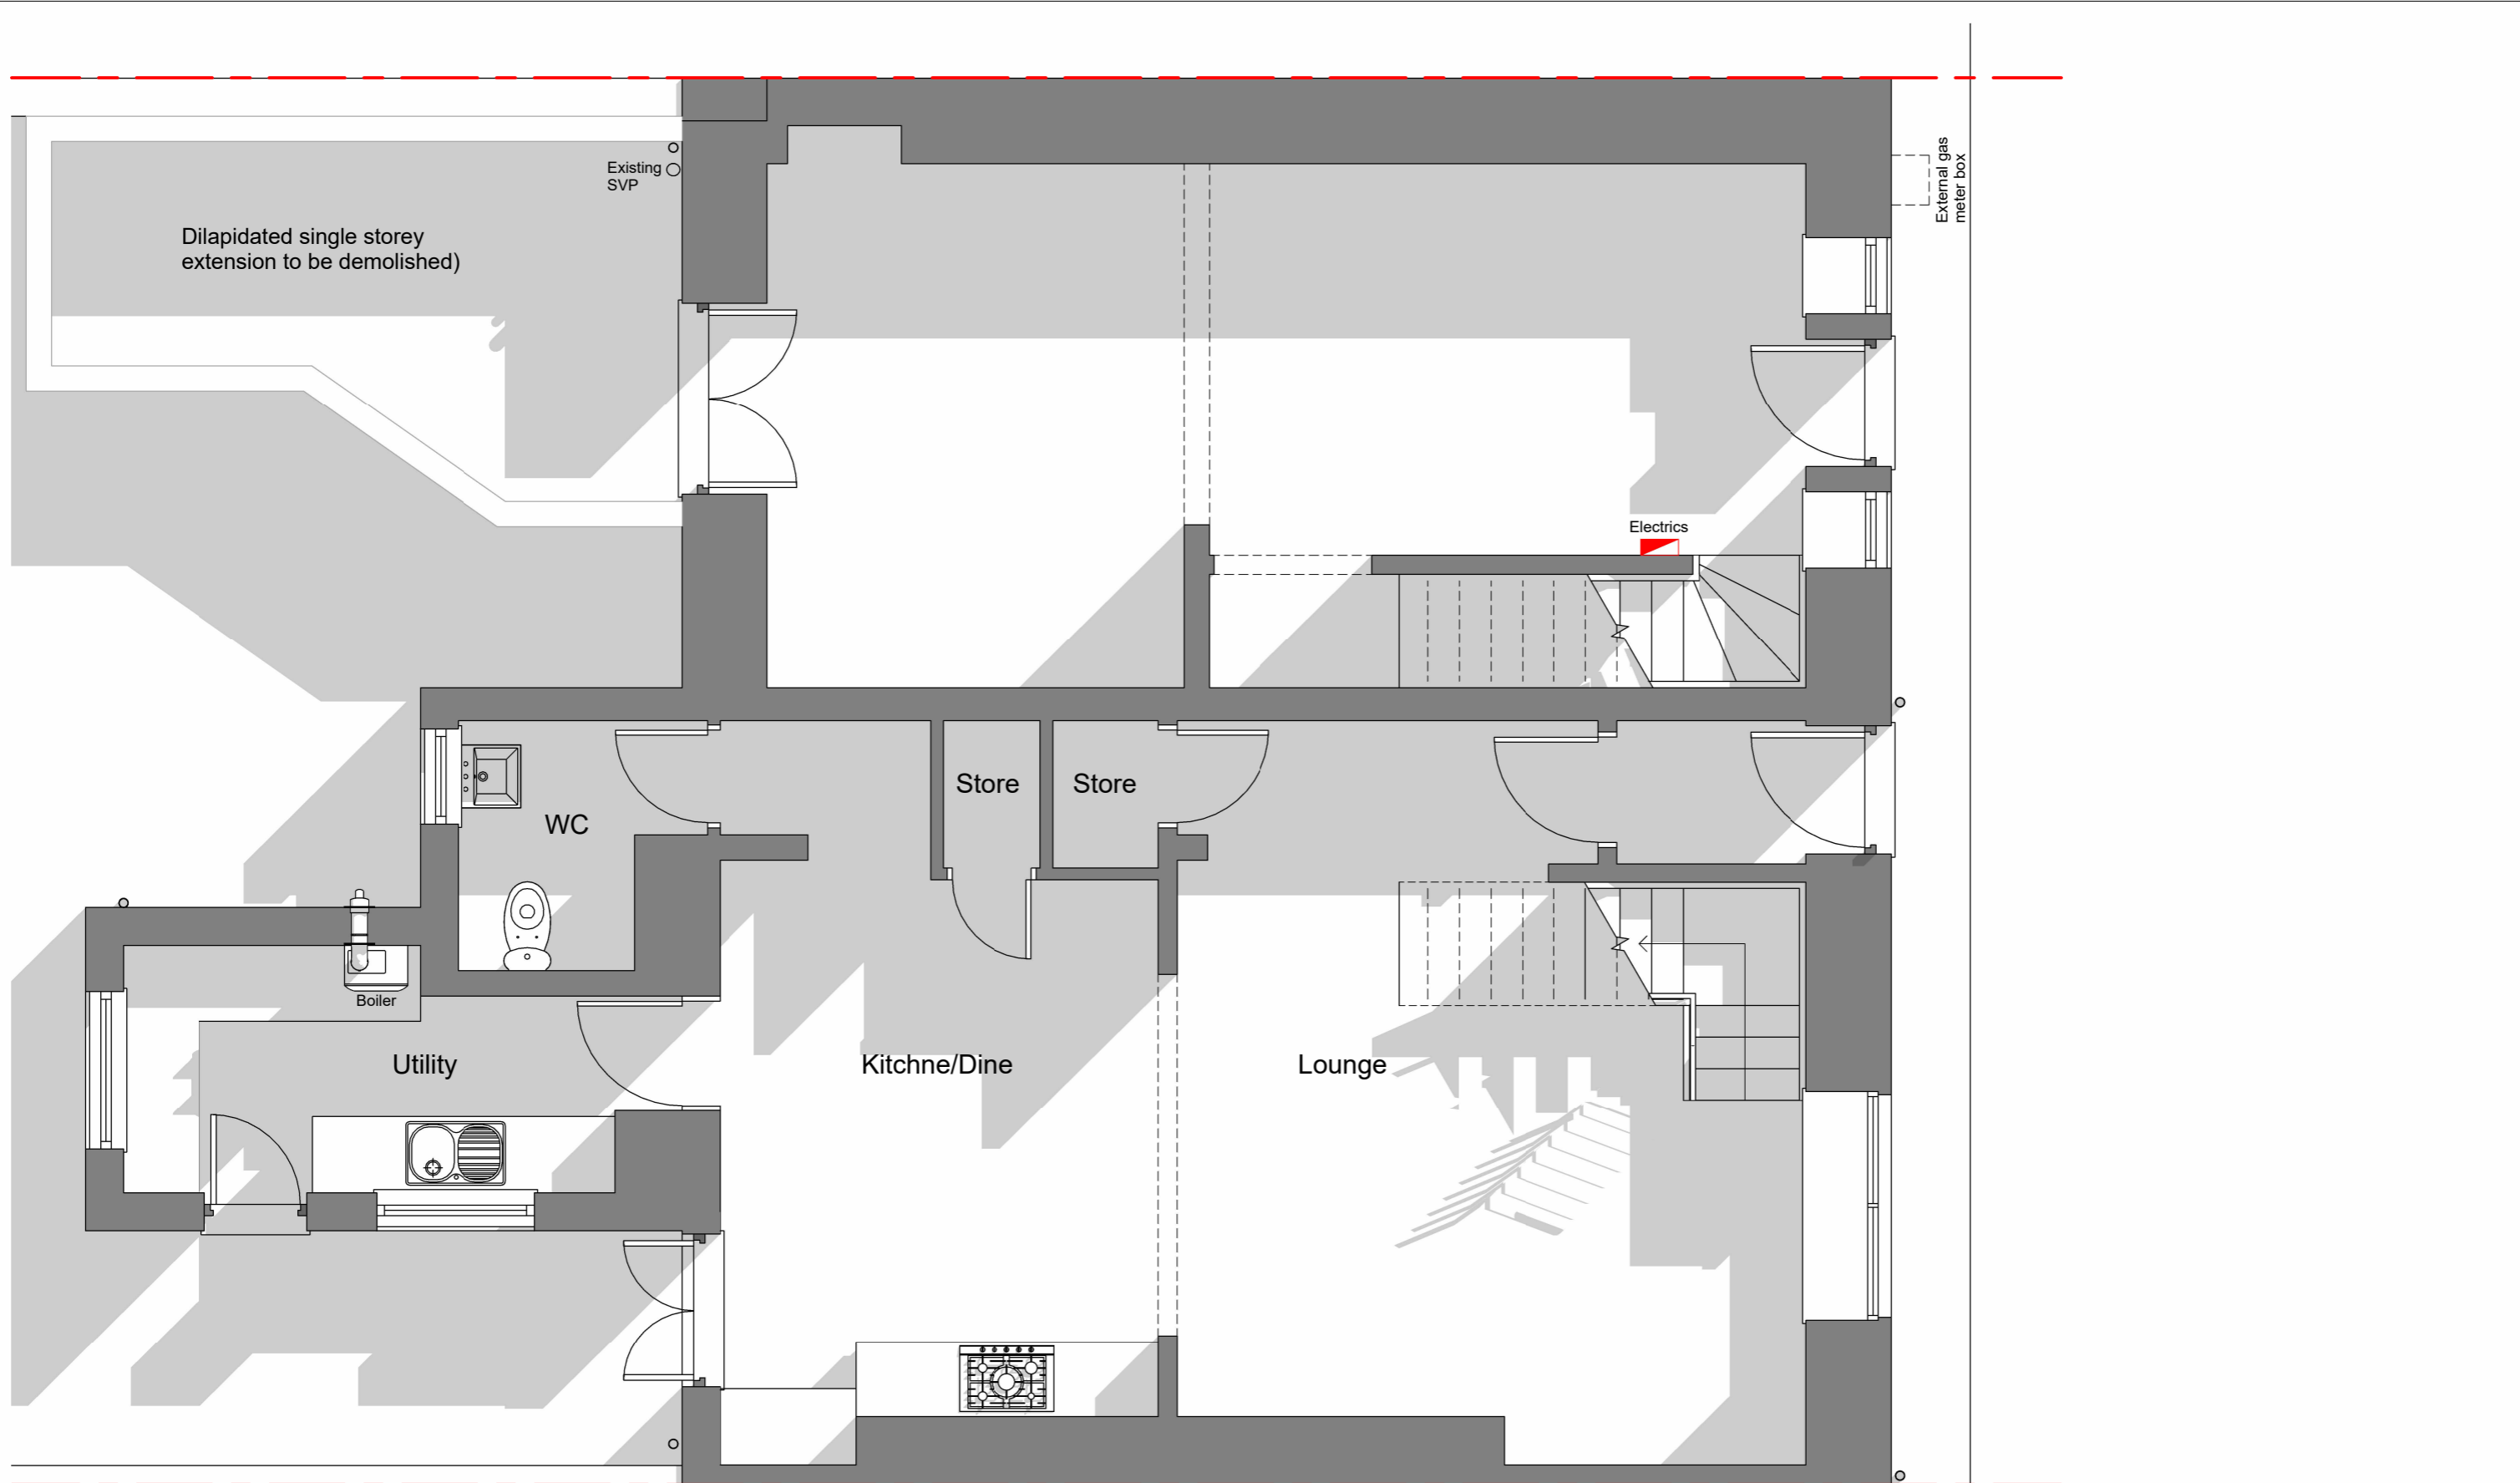 Existing
SVP
External gas
meter box
Dilapidated single storey
extension to be demolished)
Electrics
Store
Store
WC
Boiler
Utility
Kitchne/Dine
Lounge